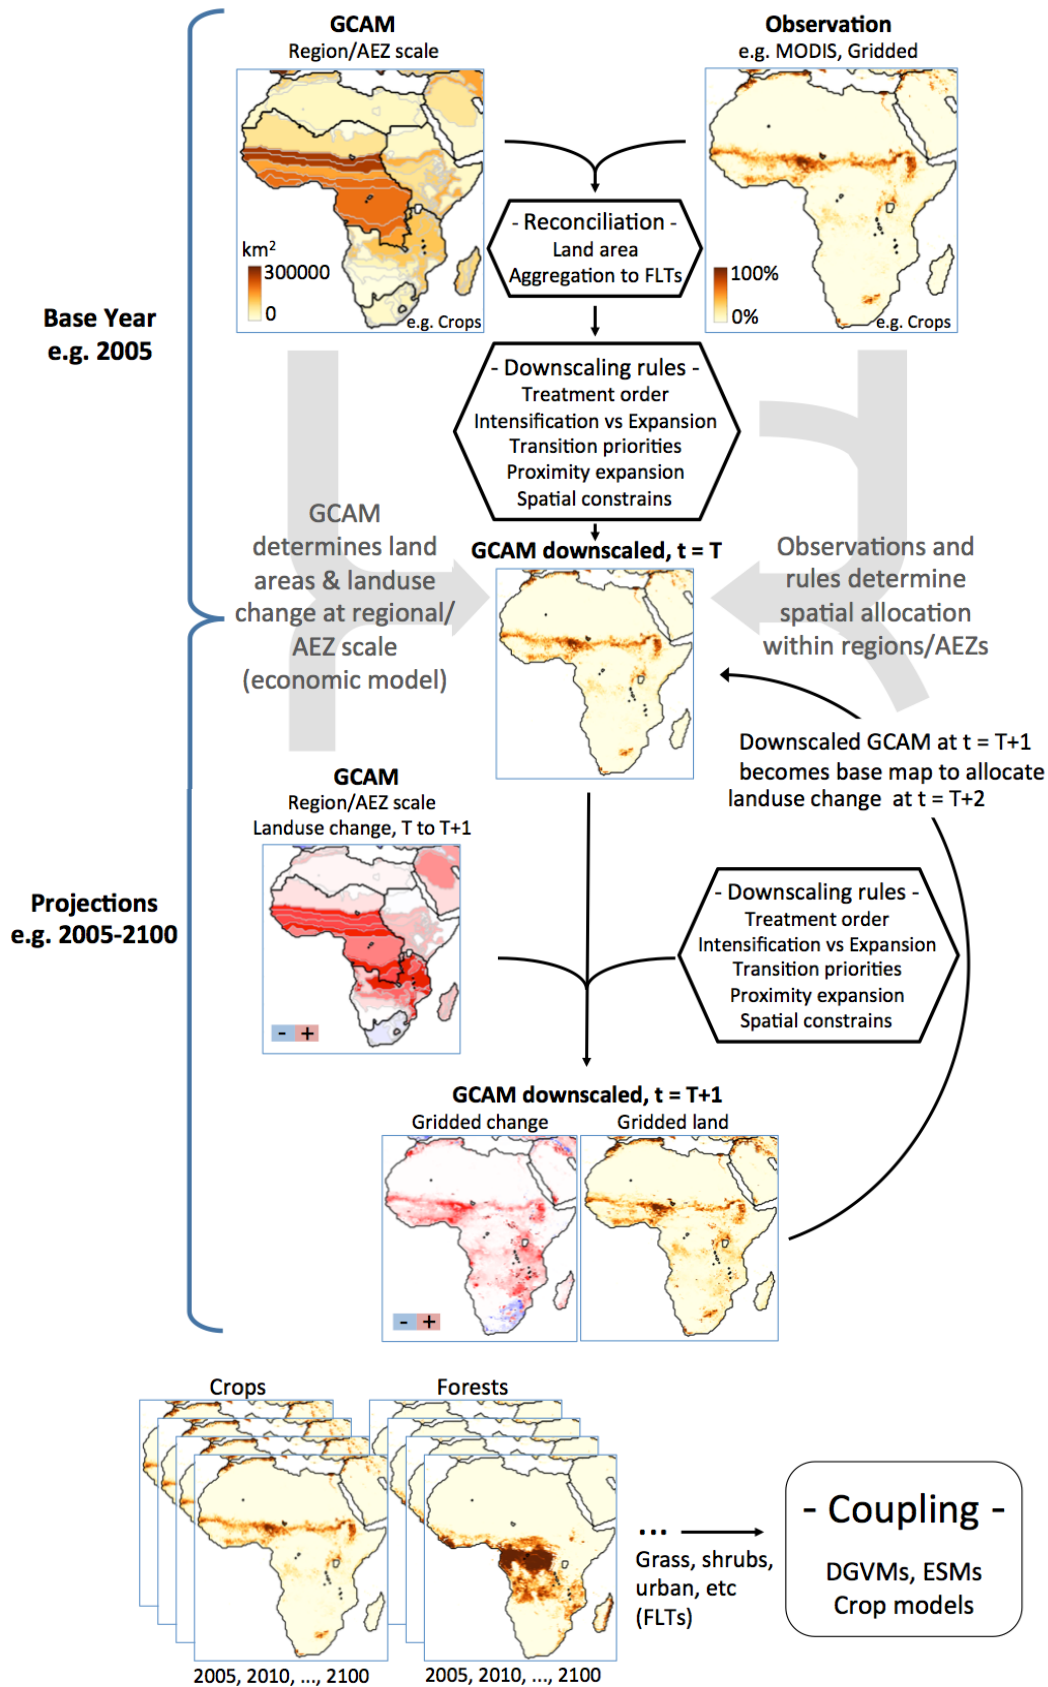 GCAM
Region/AEZ scale
Observation
e.g. MODIS, Gridded
km²
300000
0
e.g. Crops
- Reconciliation -
Land area
Aggregation to FLTs
100%
0%
e.g. Crops
Base Year
e.g. 2005
- Downscaling rules -
Treatment order
Intensification vs Expansion
Transition priorities
Proximity expansion
Spatial constrains
GCAM
determines land
areas & landuse
change at regional/
AEZ scale
(economic model)
GCAM downscaled, t = T
Observations and
rules determine
spatial allocation
within regions/AEZs
Downscaled GCAM at t = T+1
becomes base map to allocate
landuse change at t = T+2
GCAM
Region/AEZ scale
Landuse change, T to T+1
- +
Projections
e.g. 2005-2100
- Downscaling rules -
Treatment order
Intensification vs Expansion
Transition priorities
Proximity expansion
Spatial constrains
GCAM downscaled, t = T+1
Gridded change
Gridded land
- +
Crops
Forests
2005, 2010, ..., 2100
2005, 2010, ..., 2100
...
Grass, shrubs,
urban, etc
(FLTs)
- Coupling -
DGVMs, ESMs
Crop models